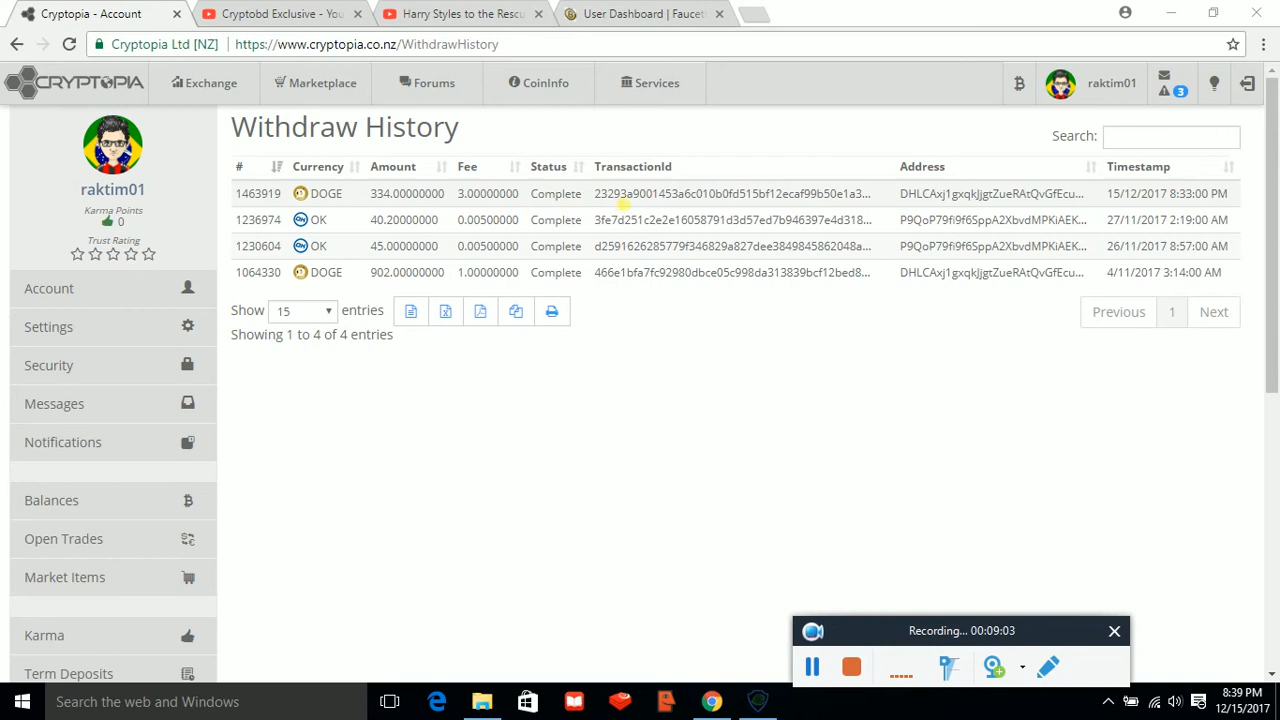 Cryptopia - Account
Cryptobd Exclusive - You
Harry Styles to the Rescu
User Dashboard | Faucet
Cryptopia Ltd [NZ]
https://www.cryptopia.co.nz/WithdrawHistory
CRYPTOPIA
Exchange
Marketplace
Forums
CoinInfo
Services
raktim01
3
raktim01
Karma Points
0
Trust Rating
Account
Settings
Security
Messages
Notifications
Balances
Open Trades
Market Items
Karma
Term Deposits
Withdraw History
Search:
# Currency Amount Fee Status TransactionId Address Timestamp
1463919 DOGE 334.00000000 3.00000000 Complete 23293a9001453a6c010b0fd515bf12ecaf99b50e1a3... DHLCAxj1gxqkJjgtZueRAtQvGfEcu... 15/12/2017 8:33:00 PM
1236974 OK 40.20000000 0.00500000 Complete 3fe7d251c2e2e16058791d3d57ed7b946397e4d318... P9QoP79fi9f6SppA2XbvdMPKiAEK... 27/11/2017 2:19:00 AM
1230604 OK 45.00000000 0.00500000 Complete d2591626285779f346829a827dee3849845862048a... P9QoP79fi9f6SppA2XbvdMPKiAEK... 26/11/2017 8:57:00 AM
1064330 DOGE 902.00000000 1.00000000 Complete 466e1bfa7fc92980dbce05c998da313839bcf12bed8... DHLCAxj1gxqkJjgtZueRAtQvGfEcu... 4/11/2017 3:14:00 AM
Show 15 entries
Previous 1 Next
Showing 1 to 4 of 4 entries
Recording... 00:09:03
Search the web and Windows
8:39 PM
12/15/2017